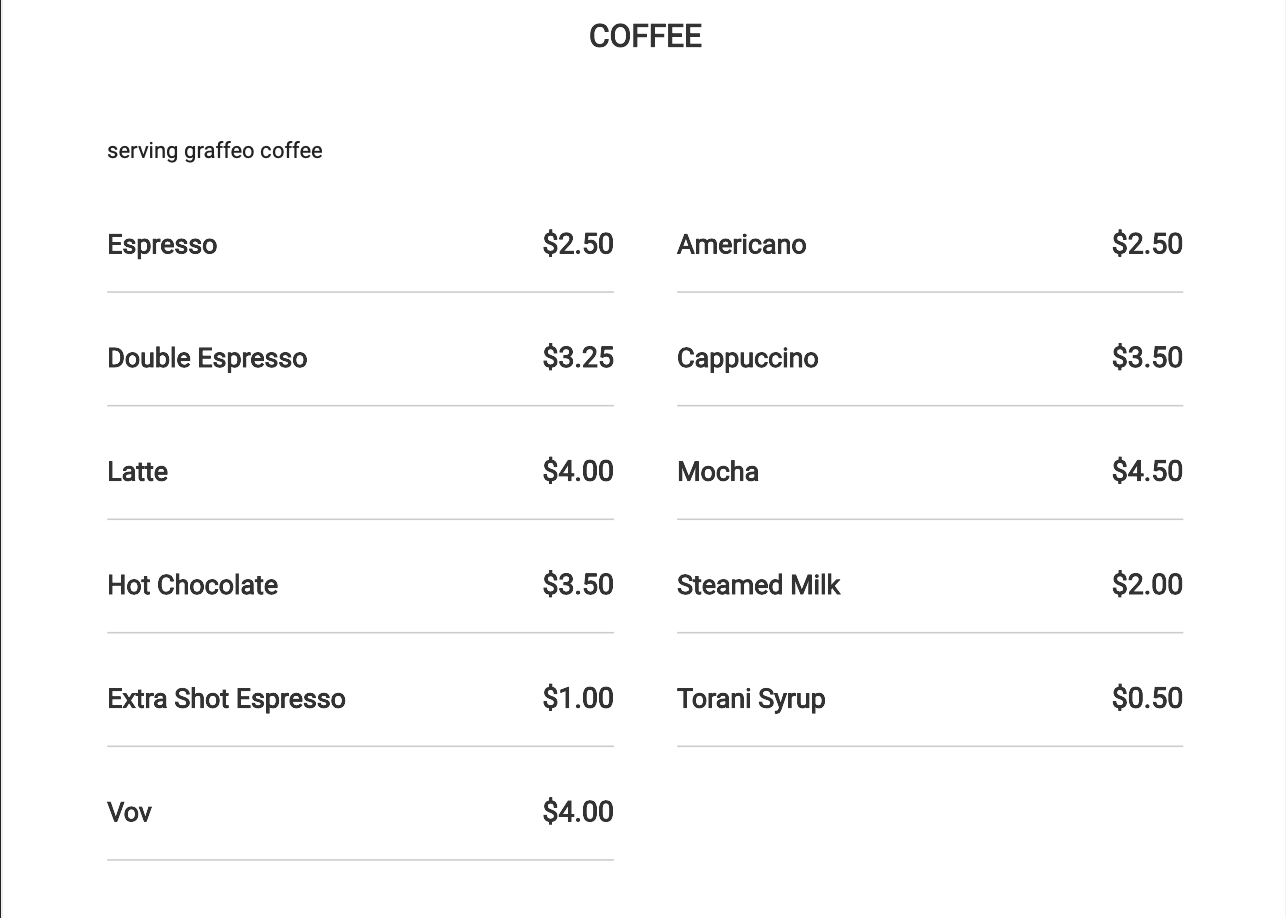 COFFEE
serving graffeo coffee
Espresso $2.50 Americano $2.50
Double Espresso $3.25 Cappuccino $3.50
Latte $4.00 Mocha $4.50
Hot Chocolate $3.50 Steamed Milk $2.00
Extra Shot Espresso $1.00 Torani Syrup $0.50
Vov $4.00